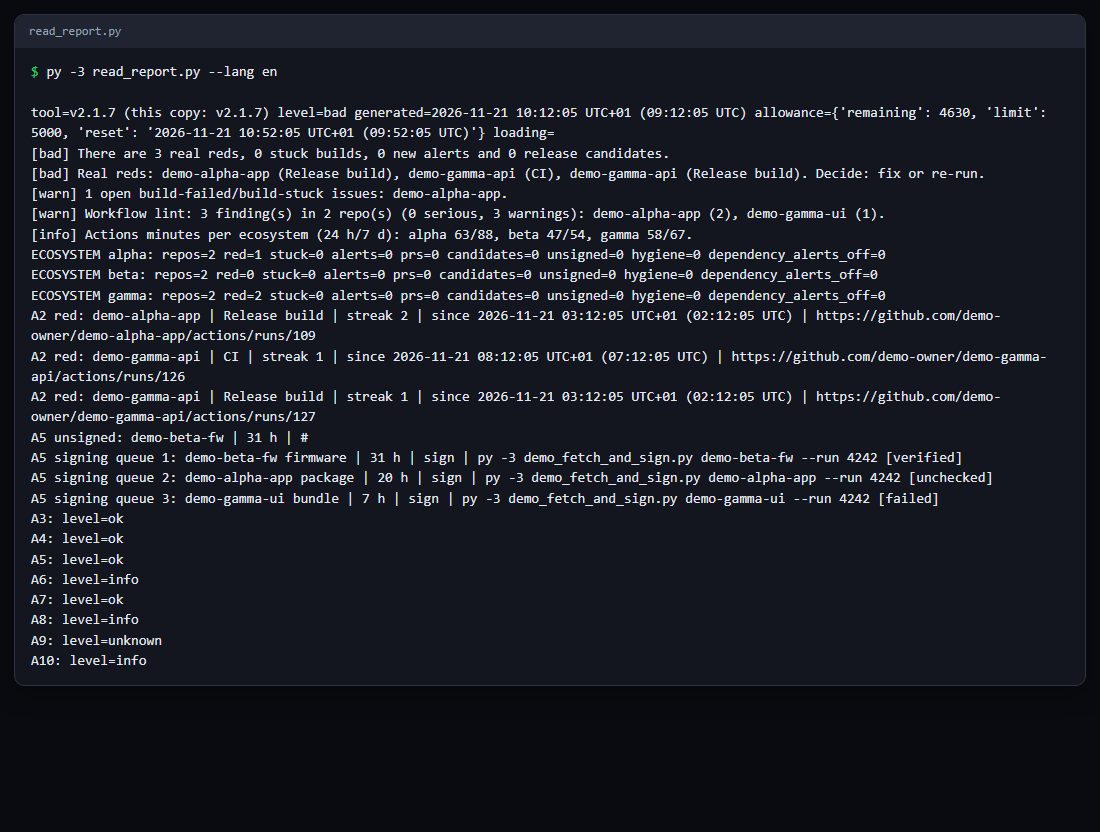 read_report.py
$ py -3 read_report.py --lang en
tool=v2.1.7 (this copy: v2.1.7) level=bad generated=2026-11-21 10:12:05 UTC+01 (09:12:05 UTC) allowance={'remaining': 4630, 'limit':
5000, 'reset': '2026-11-21 10:52:05 UTC+01 (09:52:05 UTC)'} loading=
[bad] There are 3 real reds, 0 stuck builds, 0 new alerts and 0 release candidates.
[bad] Real reds: demo-alpha-app (Release build), demo-gamma-api (CI), demo-gamma-api (Release build). Decide: fix or re-run.
[warn] 1 open build-failed/build-stuck issues: demo-alpha-app.
[warn] Workflow lint: 3 finding(s) in 2 repo(s) (0 serious, 3 warnings): demo-alpha-app (2), demo-gamma-ui (1).
[info] Actions minutes per ecosystem (24 h/7 d): alpha 63/88, beta 47/54, gamma 58/67.
ECOSYSTEM alpha: repos=2 red=1 stuck=0 alerts=0 prs=0 candidates=0 unsigned=0 hygiene=0 dependency_alerts_off=0
ECOSYSTEM beta: repos=2 red=0 stuck=0 alerts=0 prs=0 candidates=0 unsigned=0 hygiene=0 dependency_alerts_off=0
ECOSYSTEM gamma: repos=2 red=2 stuck=0 alerts=0 prs=0 candidates=0 unsigned=0 hygiene=0 dependency_alerts_off=0
A2 red: demo-alpha-app | Release build | streak 2 | since 2026-11-21 03:12:05 UTC+01 (02:12:05 UTC) | https://github.com/demo-
owner/demo-alpha-app/actions/runs/109
A2 red: demo-gamma-api | CI | streak 1 | since 2026-11-21 08:12:05 UTC+01 (07:12:05 UTC) | https://github.com/demo-owner/demo-gamma-
api/actions/runs/126
A2 red: demo-gamma-api | Release build | streak 1 | since 2026-11-21 03:12:05 UTC+01 (02:12:05 UTC) | https://github.com/demo-
owner/demo-gamma-api/actions/runs/127
A5 unsigned: demo-beta-fw | 31 h | #
A5 signing queue 1: demo-beta-fw firmware | 31 h | sign | py -3 demo_fetch_and_sign.py demo-beta-fw --run 4242 [verified]
A5 signing queue 2: demo-alpha-app package | 20 h | sign | py -3 demo_fetch_and_sign.py demo-alpha-app --run 4242 [unchecked]
A5 signing queue 3: demo-gamma-ui bundle | 7 h | sign | py -3 demo_fetch_and_sign.py demo-gamma-ui --run 4242 [failed]
A3: level=ok
A4: level=ok
A5: level=ok
A6: level=info
A7: level=ok
A8: level=info
A9: level=unknown
A10: level=info